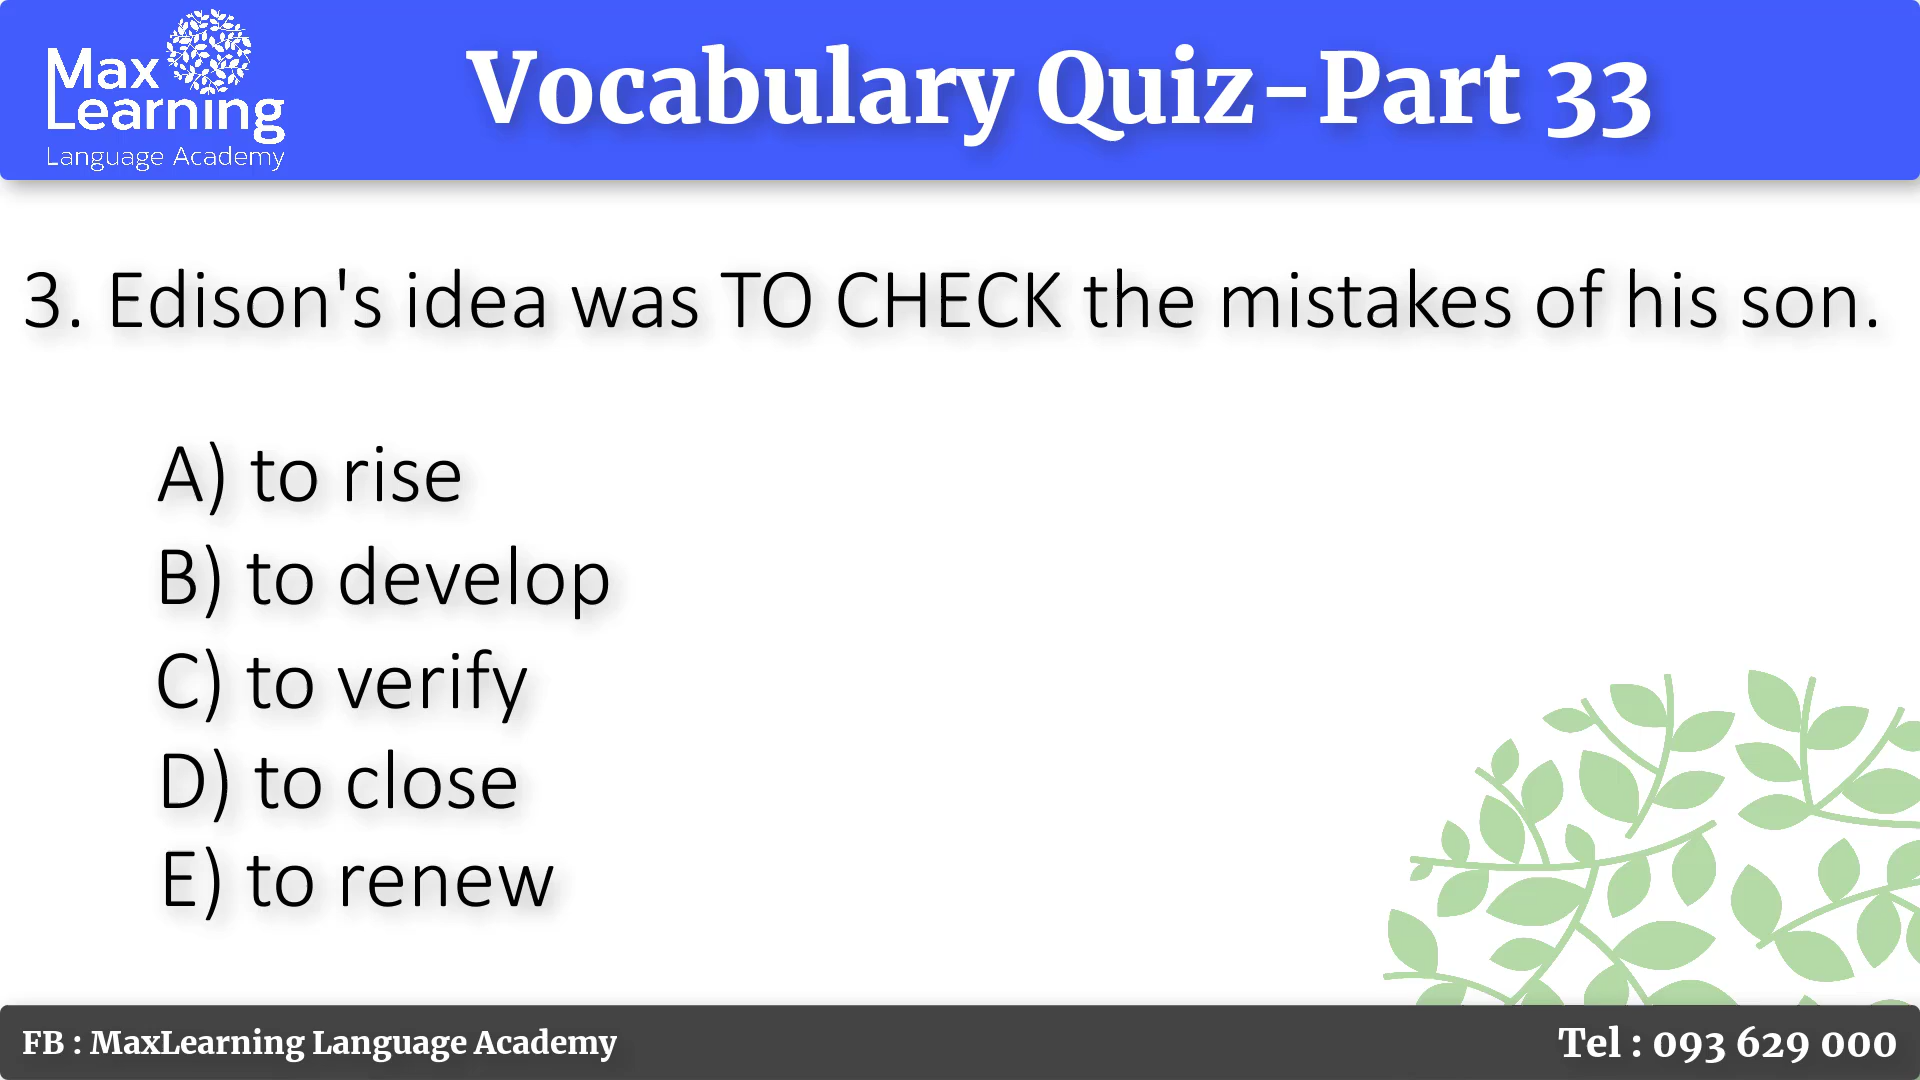 Max
Learning
Language Academy
Vocabulary Quiz-Part 33
3. Edison's idea was TO CHECK the mistakes of his son.
A) to rise
B) to develop
C) to verify
D) to close
E) to renew
FB : MaxLearning Language Academy
Tel : 093 629 000